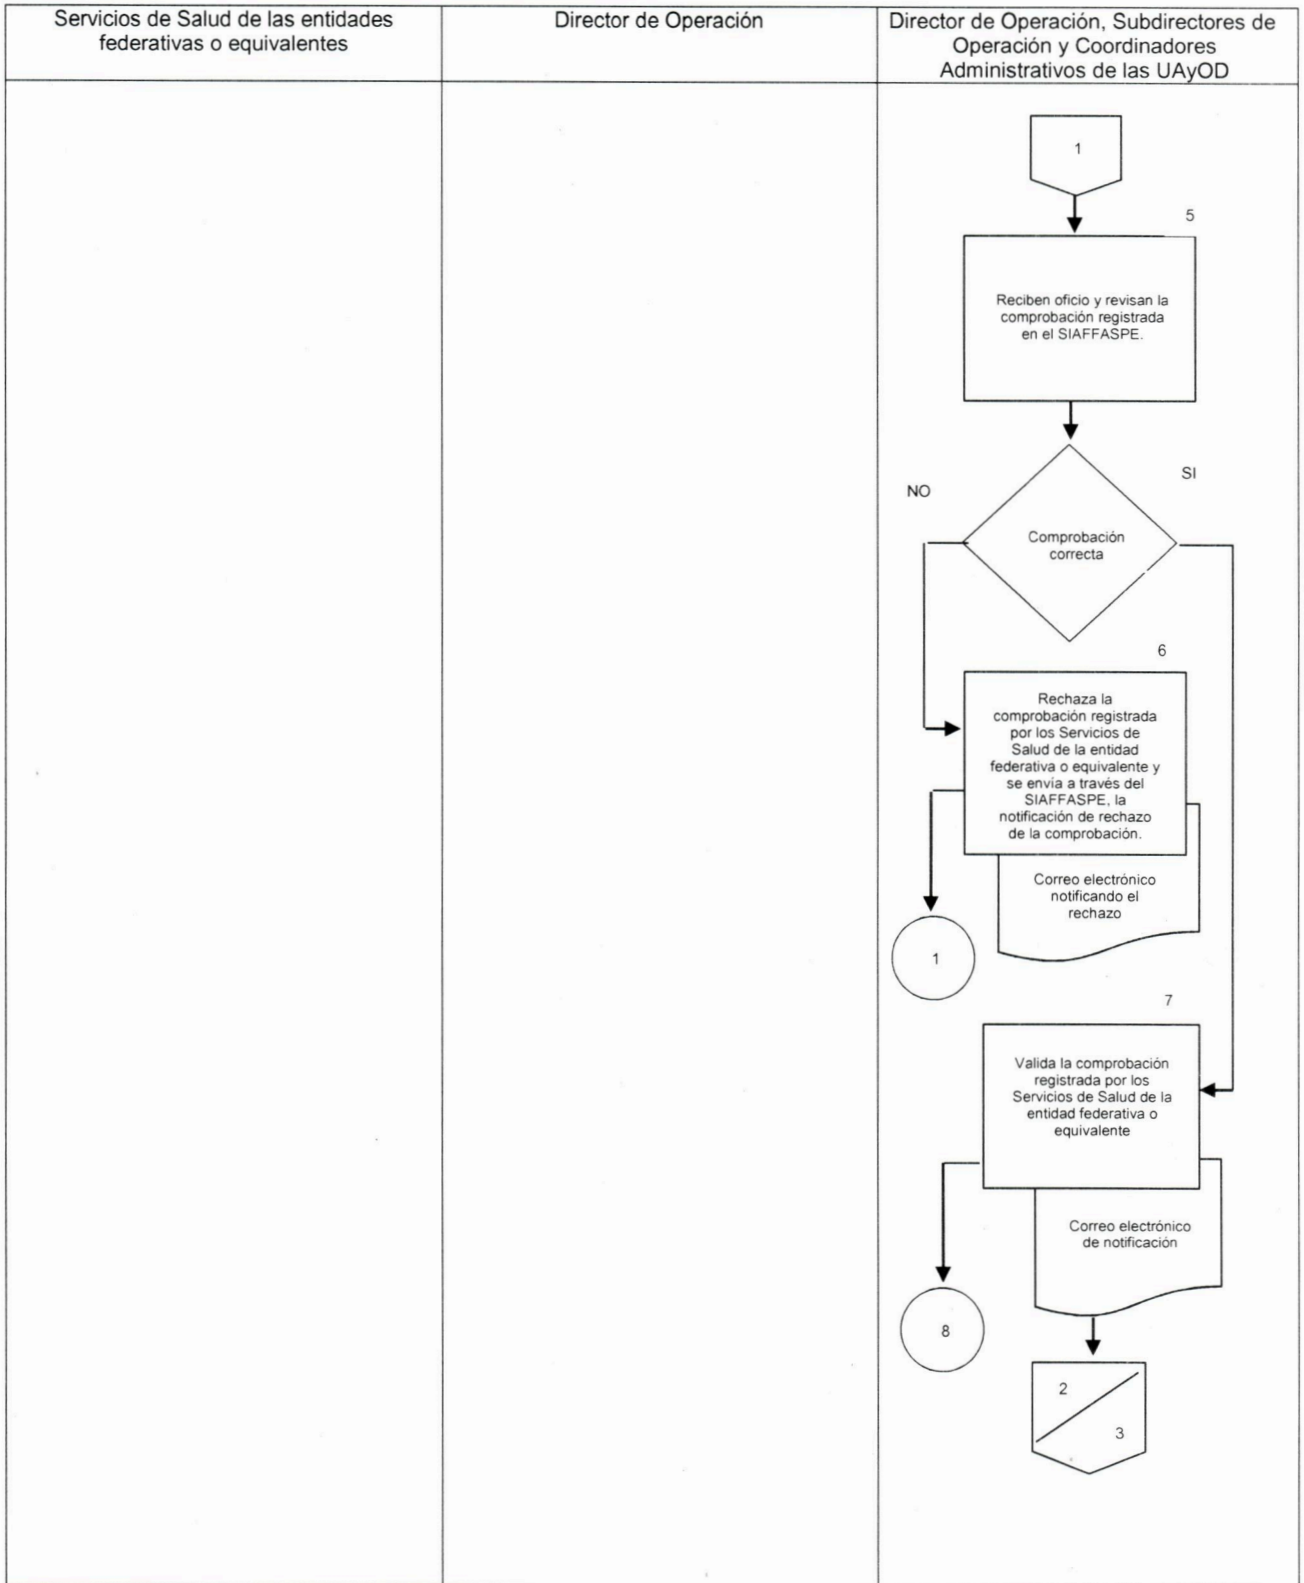 Servicios de Salud de las entidades
federativas o equivalentes
Director de Operación
Director de Operación, Subdirectores de
Operación y Coordinadores
Administrativos de las UAyOD
1
5
Reciben oficio y revisan la
comprobación registrada
en el SIAFFASPE.
NO
SI
Comprobación
correcta
6
Rechaza la
comprobación registrada
por los Servicios de
Salud de la entidad
federativa o equivalente y
se envía a través del
SIAFFASPE, la
notificación de rechazo
de la comprobación.
Correo electrónico
notificando el
rechazo
1
7
Valida la comprobación
registrada por los
Servicios de Salud de la
entidad federativa o
equivalente
Correo electrónico
de notificación
8
2
3